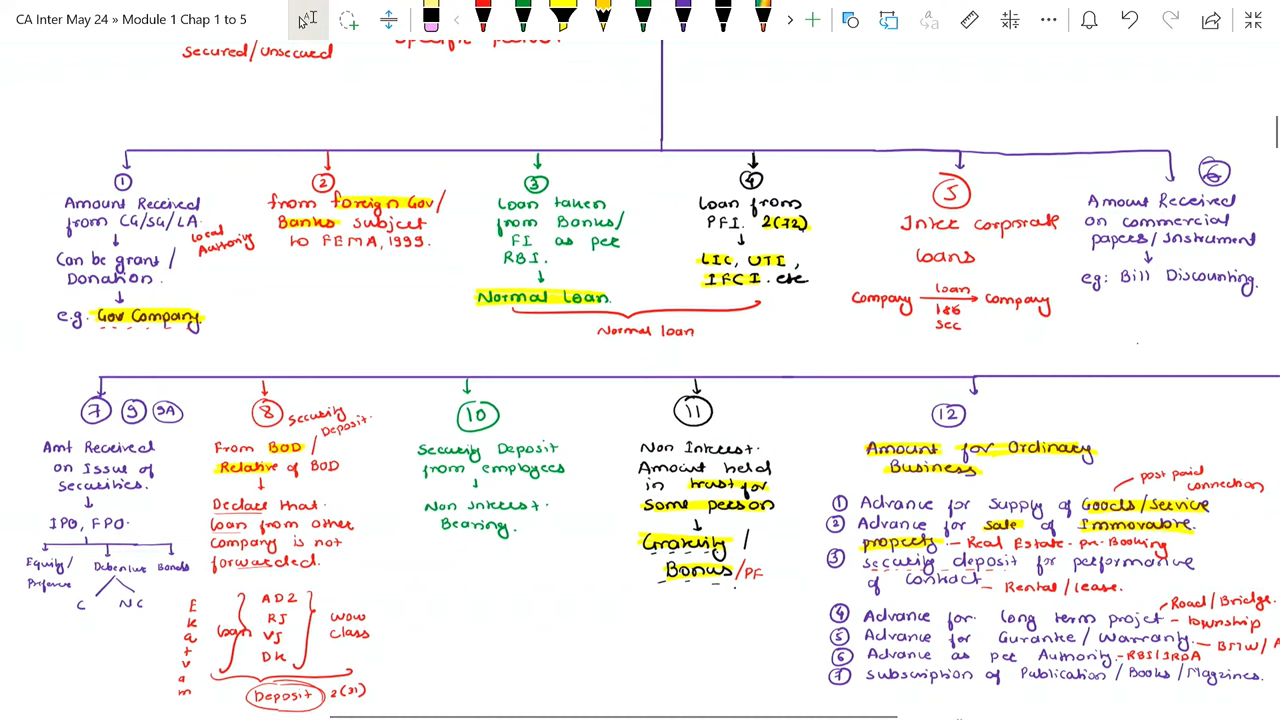 CA Inter May 24 » Module 1 Chap 1 to 5
Secured/unsecured
Specific
1
Amount Received
from CG/SG/LA.
Local
Authority
Can be grant/
Donation.
e.g. Gov Company
2
from foreign Gov/
Banks subject
to FEMA, 1999.
3
Loan taken
from Banks/
FI as per
RBI.
Normal Loan.
4
Loan from
PFI. 2(72)
LIC, UTI,
IFCI. etc
Normal loan
5
Inter corporate
loans
Company loan Company
186
sec
6
Amount Received
on commercial
papers/Instrument
eg: Bill Discounting.
7 9 9A
Amt Received
on Issue of
Securities.
IPO, FPO.
Equity/ Debenture Bonds
Preference
C NC
8 Security
Deposit
From BOD /
Relative of BOD
Declare that
loan from other
Company is not
forwarded.
E
k
a
t
v
a
m
loan
AD2
RJ
VJ
DK
WOW
class
Deposit 2(31)
10
Security Deposit
from employees
Non Interest.
Bearing.
11
Non Interest.
Amount held
in trust for
some person
Gratuity /
Bonus/PF
12
Amount for Ordinary
Business
post paid
connection
1 Advance for supply of Goods/Service
2 Advance for sale of Immovable
property - Real Estate - pre-Booking
3 security deposit for performative
of contract - Rental/lease.
Road/Bridge.
4 Advance for long term projet - township
5 Advance for Gurantee/Warranty - BMW/A
6 Advance as per Authority - RBI/IRDA
7 subscription of Publication/Books/Magzines.